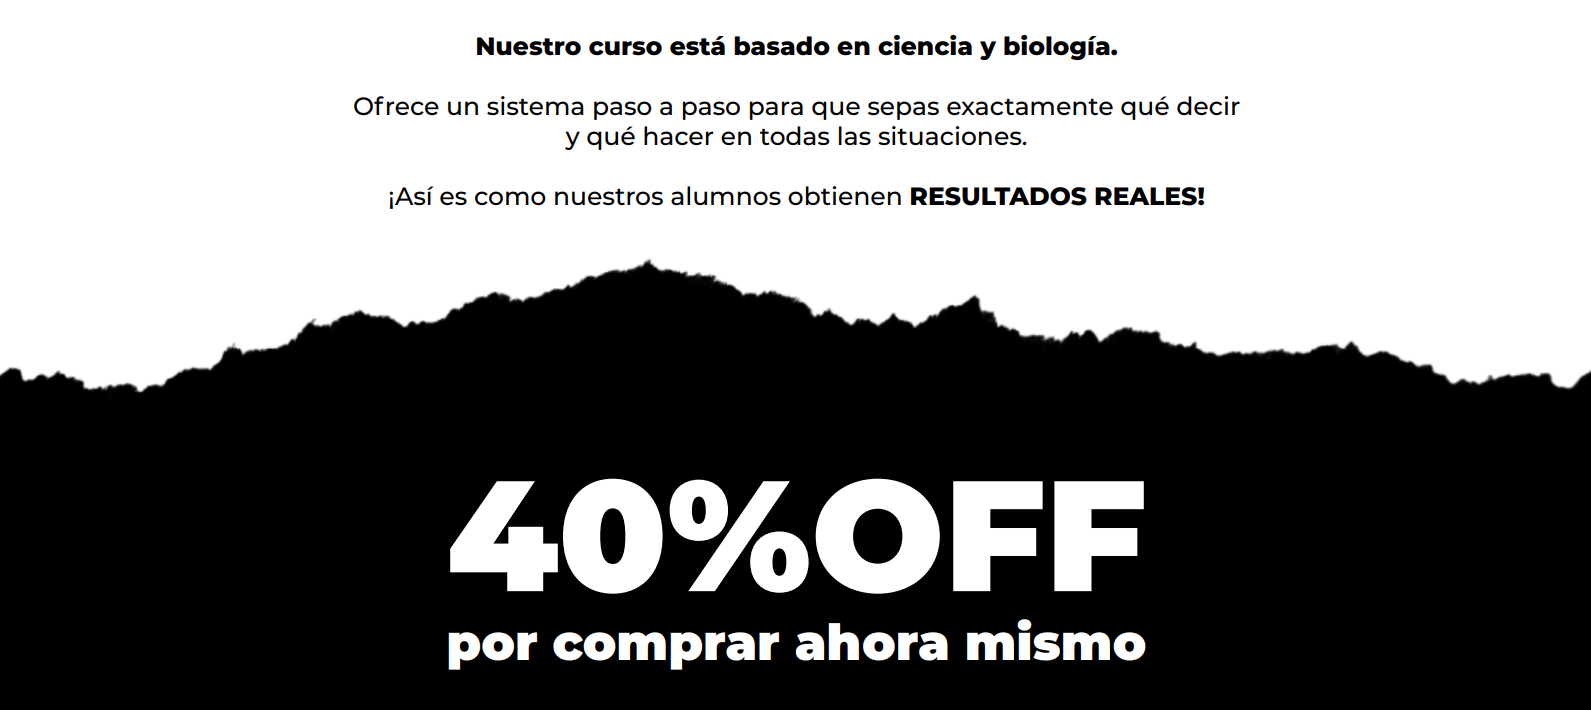 Nuestro curso está basado en ciencia y biología.
Ofrece un sistema paso a paso para que sepas exactamente qué decir
y qué hacer en todas las situaciones.
¡Así es como nuestros alumnos obtienen RESULTADOS REALES!
40%OFF
por comprar ahora mismo